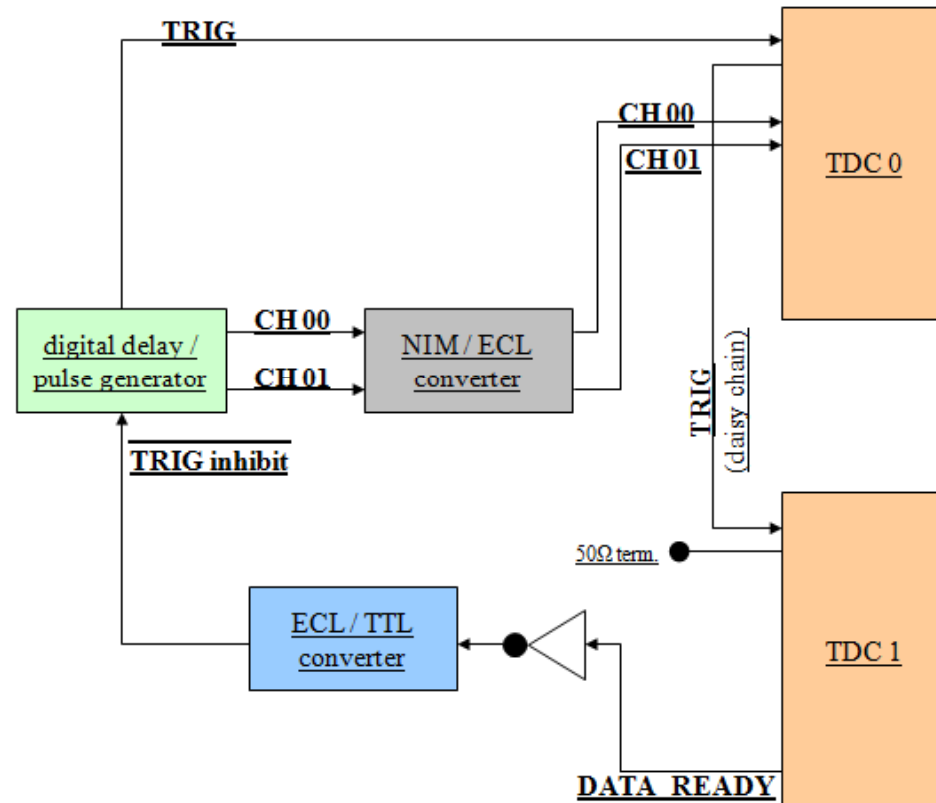 TRIG
CH 00
CH 01
TDC 0
digital delay /
pulse generator
CH 00
CH 01
NIM / ECL
converter
TRIG
(daisy chain)
TRIG inhibit
50Ω term.
ECL / TTL
converter
TDC 1
DATA_READY